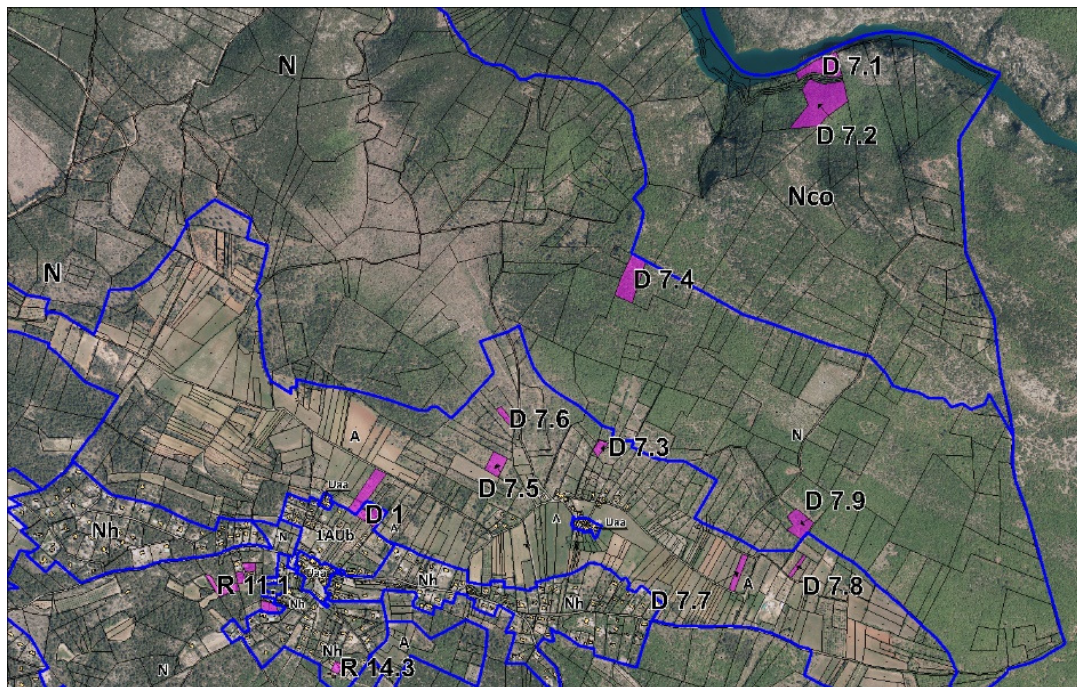 N
D 7.1
D 7.2
Nco
N
D 7.4
D 7.6
A
D 7.3
N
D 7.5
Uaa
D 7.9
D 1
A
A
Uaa
1AUb
Nh
N
Uaa
R 11.1
Nh
Nh
A
D 7.8
D 7.7
Nh
A
Nh
R 14.3
N